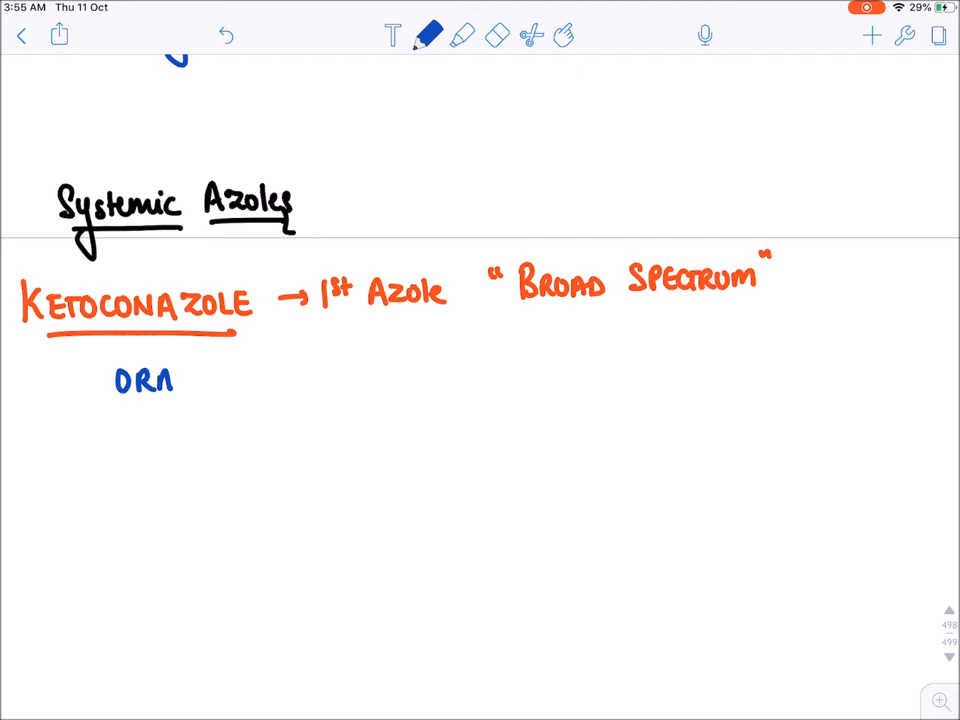 3:55 AM Thu 11 Oct 29%
T
Systemic Azoles
KETOCONAZOLE → 1st Azole "BROAD SPECTRUM"
ORA
498
499